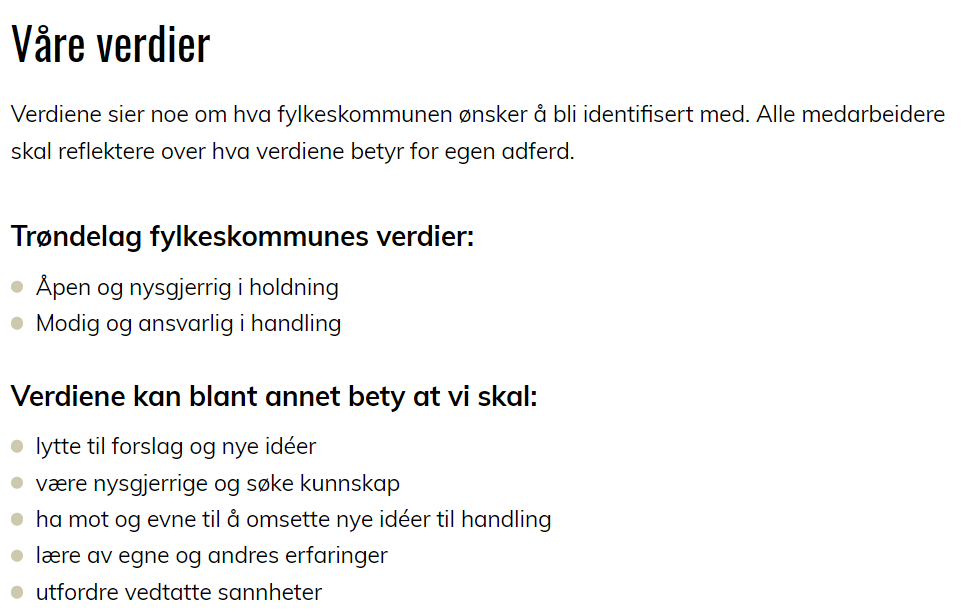 Våre verdier
Verdiene sier noe om hva fylkeskommunen ønsker å bli identifisert med. Alle medarbeidere
skal reflektere over hva verdiene betyr for egen adferd.
Trøndelag fylkeskommunes verdier:
Åpen og nysgjerrig i holdning
Modig og ansvarlig i handling
Verdiene kan blant annet bety at vi skal:
lytte til forslag og nye idéer
være nysgjerrige og søke kunnskap
ha mot og evne til å omsette nye idéer til handling
lære av egne og andres erfaringer
utfordre vedtatte sannheter